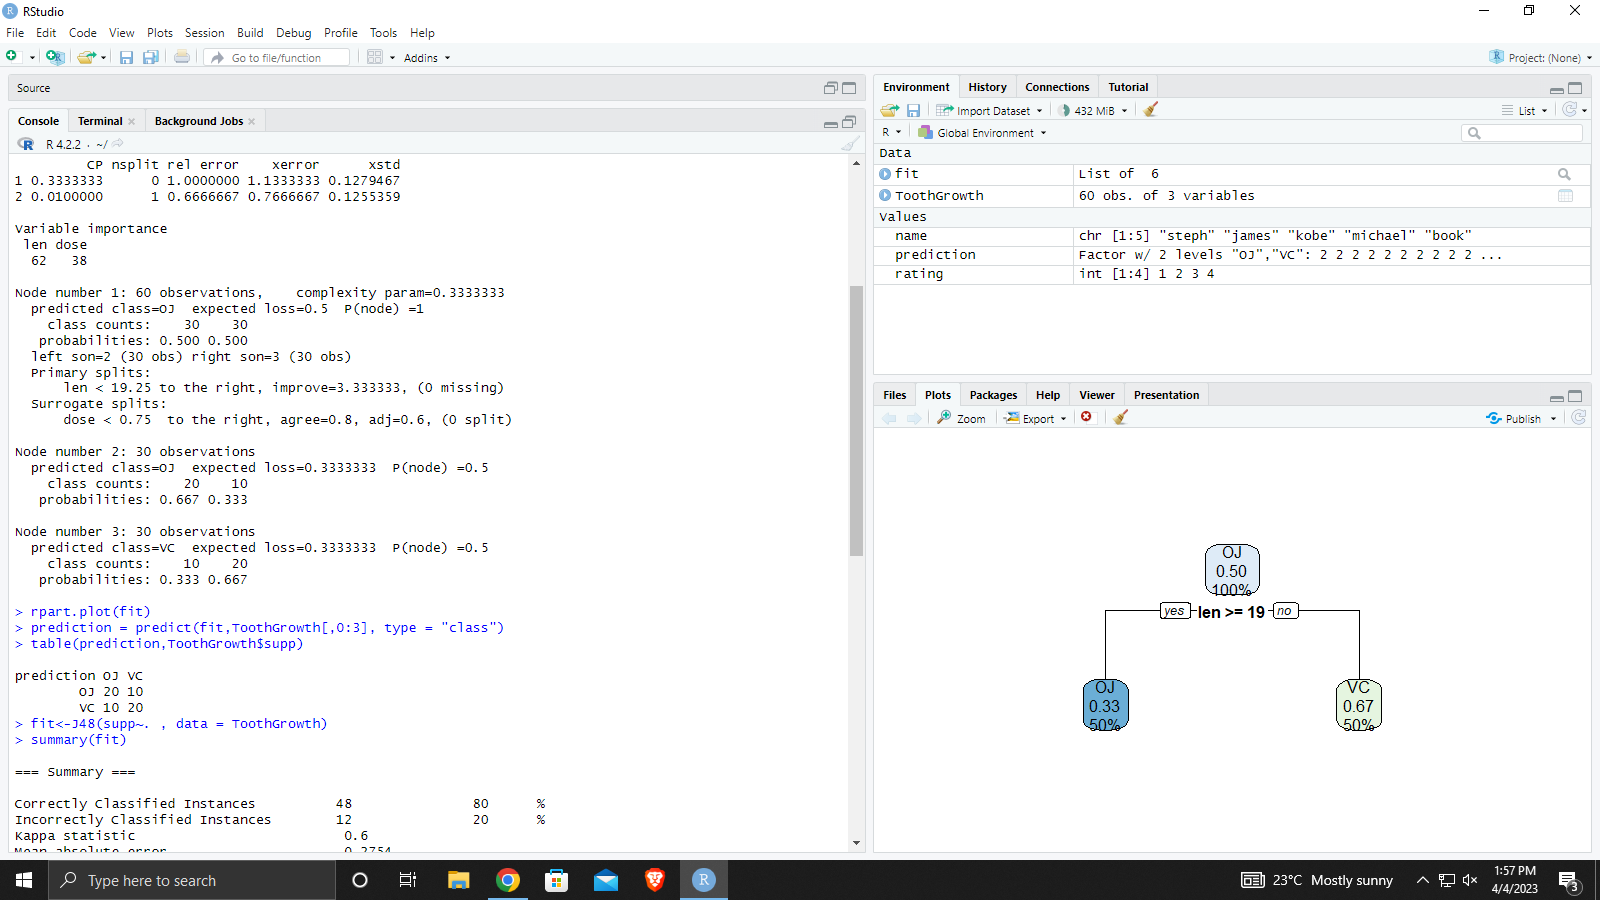 RStudio
File Edit Code View Plots Session Build Debug Profile Tools Help
Go to file/function Addins Project: (None)
Source
Console Terminal Background Jobs
R 4.2.2 · ~/
CP nsplit rel error xerror xstd
1 0.3333333 0 1.0000000 1.1333333 0.1279467
2 0.0100000 1 0.6666667 0.7666667 0.1255359
Variable importance
len dose
62 38
Node number 1: 60 observations, complexity param=0.3333333
predicted class=OJ expected loss=0.5 P(node) =1
class counts: 30 30
probabilities: 0.500 0.500
left son=2 (30 obs) right son=3 (30 obs)
Primary splits:
len < 19.25 to the right, improve=3.333333, (0 missing)
Surrogate splits:
dose < 0.75 to the right, agree=0.8, adj=0.6, (0 split)
Node number 2: 30 observations
predicted class=OJ expected loss=0.3333333 P(node) =0.5
class counts: 20 10
probabilities: 0.667 0.333
Node number 3: 30 observations
predicted class=VC expected loss=0.3333333 P(node) =0.5
class counts: 10 20
probabilities: 0.333 0.667
> rpart.plot(fit)
> prediction = predict(fit,ToothGrowth[,0:3], type = "class")
> table(prediction,ToothGrowth$supp)
prediction OJ VC
OJ 20 10
VC 10 20
> fit<-J48(supp~. , data = ToothGrowth)
> summary(fit)
=== Summary ===
Correctly Classified Instances 48 80 %
Incorrectly Classified Instances 12 20 %
Kappa statistic 0.6
Mean absolute error 0.2754
Environment History Connections Tutorial
Import Dataset 432 MiB List
R Global Environment
Data
fit List of 6
ToothGrowth 60 obs. of 3 variables
Values
name chr [1:5] "steph" "james" "kobe" "michael" "book"
prediction Factor w/ 2 levels "OJ","VC": 2 2 2 2 2 2 2 2 2 2 ...
rating int [1:4] 1 2 3 4
Files Plots Packages Help Viewer Presentation
Zoom Export Publish
OJ
0.50
100%
yes len >= 19 no
OJ VC
0.33 0.67
50% 50%
Type here to search
R
23°C Mostly sunny
1:57 PM
4/4/2023
3